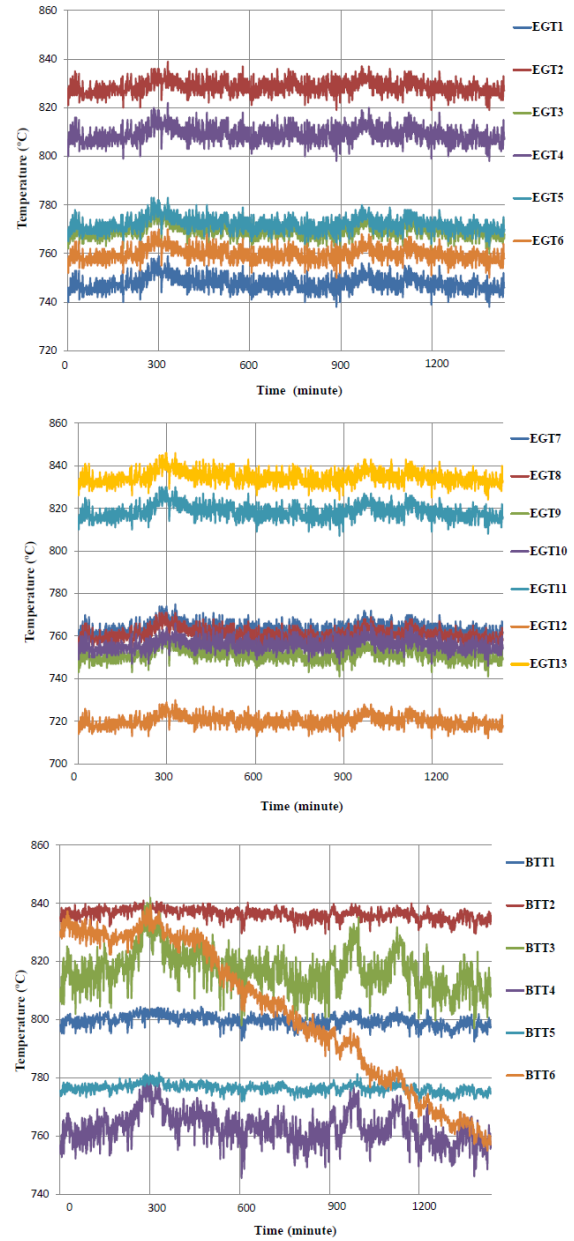 840
820
800
780
760
740
720
Temperature (°C)
0
300
600
900
1200
Time (minute)
EGT1
EGT2
EGT3
EGT4
EGT5
EGT6
860
840
820
800
780
760
740
720
700
Temperature (°C)
0
300
600
900
1200
Time (minute)
EGT7
EGT8
EGT9
EGT10
EGT11
EGT12
EGT13
860
840
820
800
780
760
740
Temperature (°C)
0
300
600
900
1200
Time (minute)
BTT1
BTT2
BTT3
BTT4
BTT5
BTT6